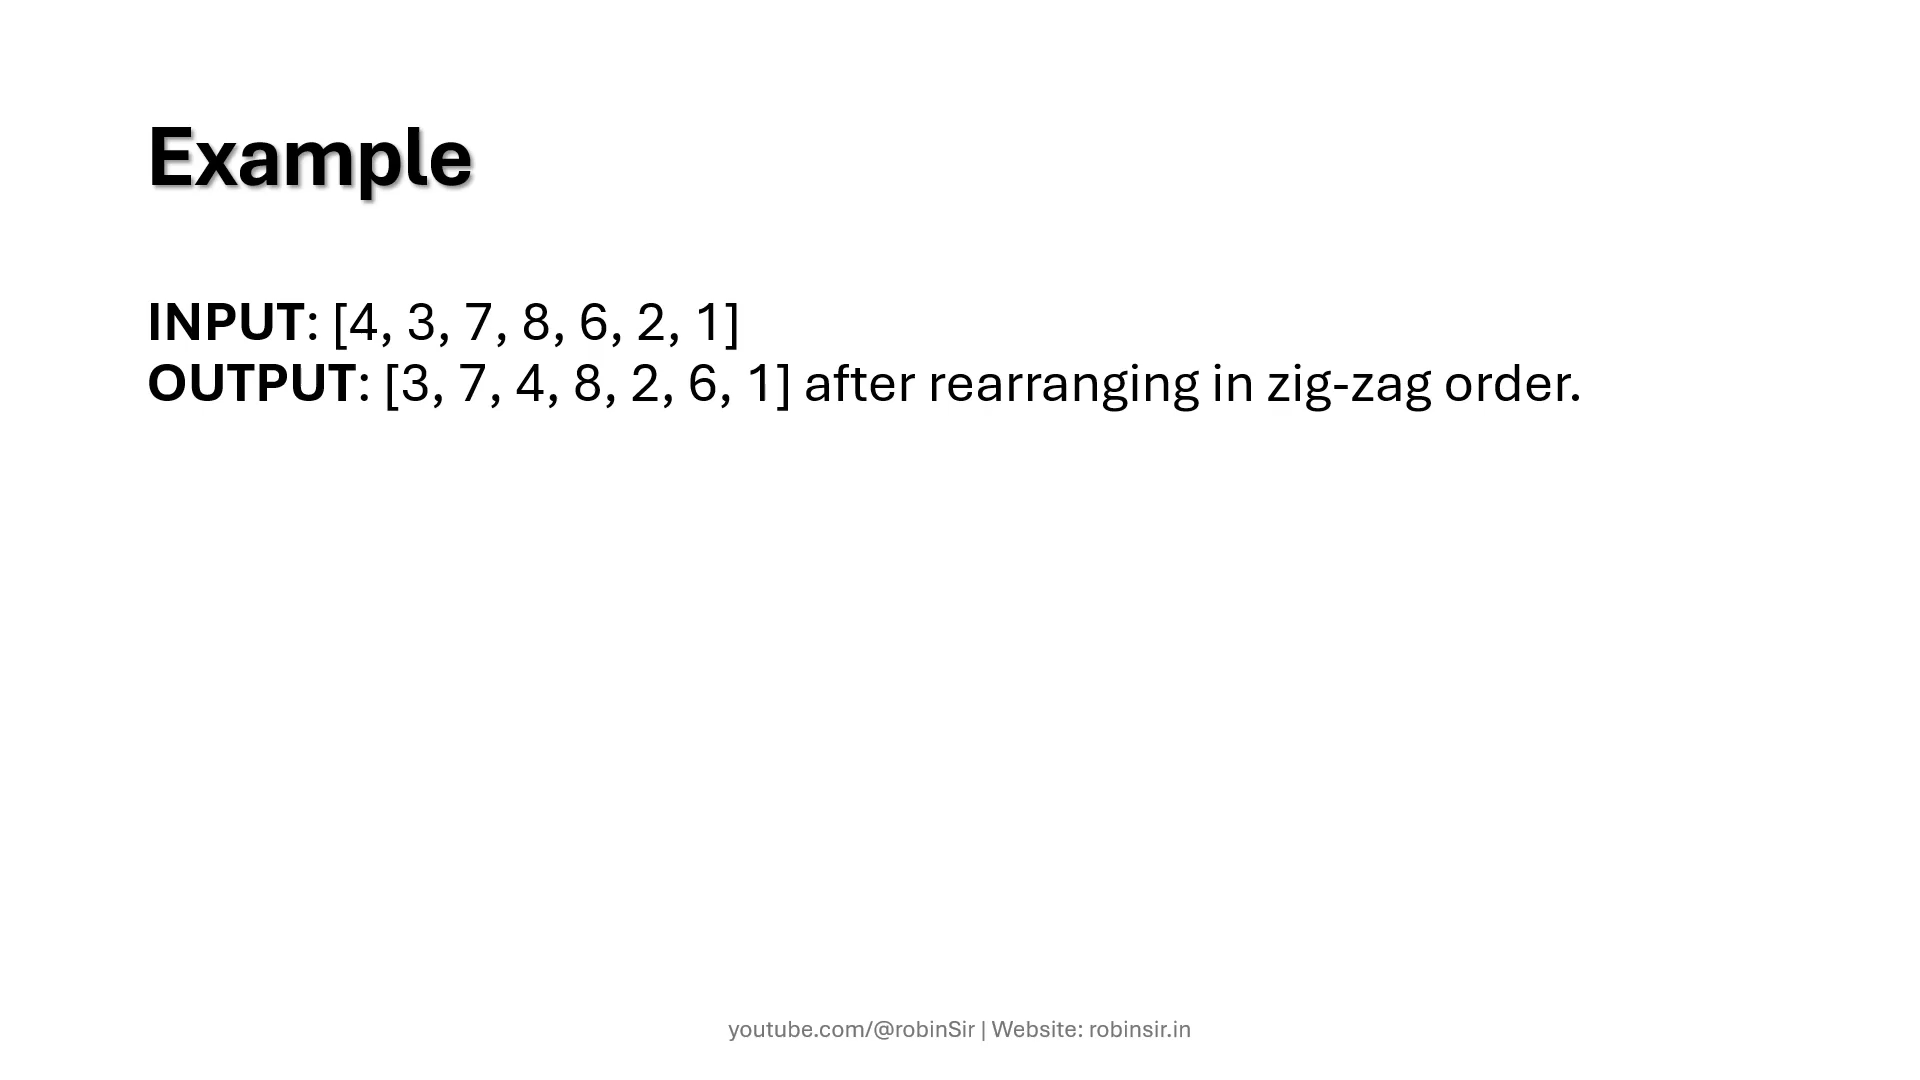 Example
INPUT: [4, 3, 7, 8, 6, 2, 1]
OUTPUT: [3, 7, 4, 8, 2, 6, 1] after rearranging in zig-zag order.
youtube.com/@robinSir | Website: robinsir.in